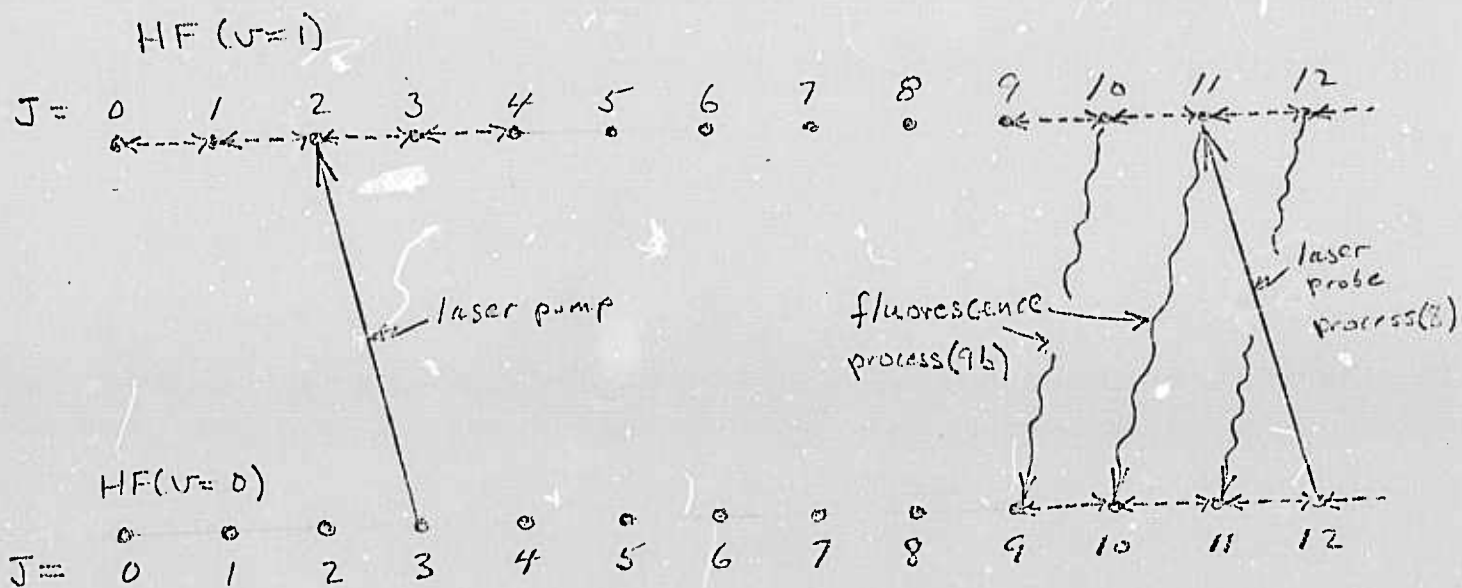 HF (v=1)
J= 0 1 2 3 4 5 6 7 8 9 10 11 12
laser pump
fluorescence
process(9b)
laser
probe
process(8)
HF(v=0)
J= 0 1 2 3 4 5 6 7 8 9 10 11 12